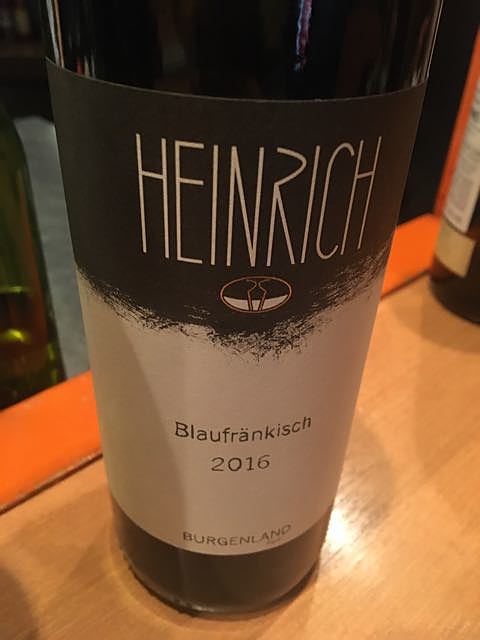 HEINRICH
Blaufränkisch
2016
BURGENLAND